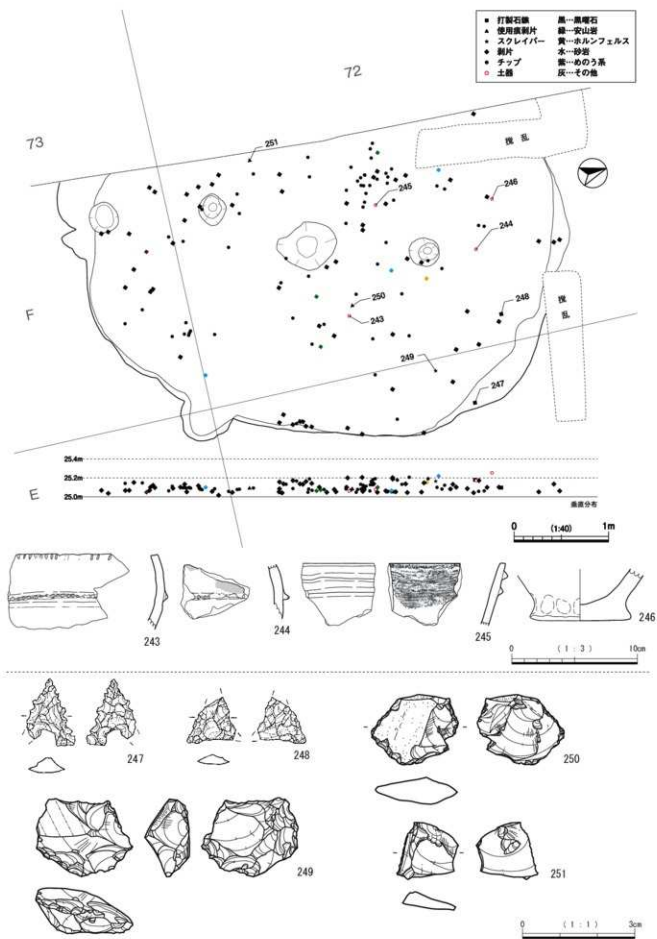 ■ 打製石鏃 黒…黒曜石
▲ 使用痕剥片 緑…安山岩
★ スクレイパー 黄…ホルンフェルス
◆ 剥片 水…砂岩
● チップ 紫…めのう系
○ 土器 灰…その他
72
73
撹乱
251
245
246
244
F
250
243
248
撹乱
249
247
25.4m
25.2m
25.0m
E
垂直分布
0 (1:40) 1m
243
244
245
246
0 (1:3) 10cm
247
248
250
249
251
0 (1:1) 3cm